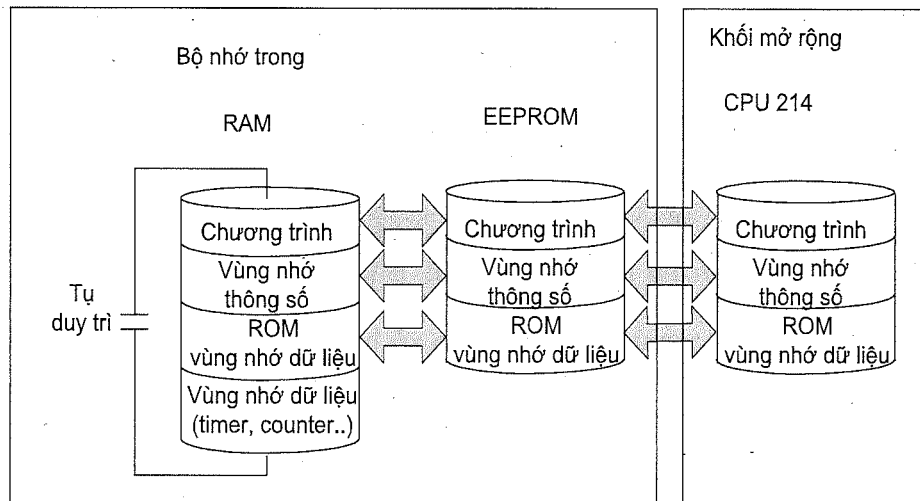 Bộ nhớ trong
Khối mở rộng
RAM
EEPROM
CPU 214
Tụ
duy trì
Chương trình
Vùng nhớ
thông số
ROM
vùng nhớ dữ liệu
Vùng nhớ dữ liệu
(timer, counter..)
Chương trình
Vùng nhớ
thông số
ROM
vùng nhớ dữ liệu
Chương trình
Vùng nhớ
thông số
ROM
vùng nhớ dữ liệu